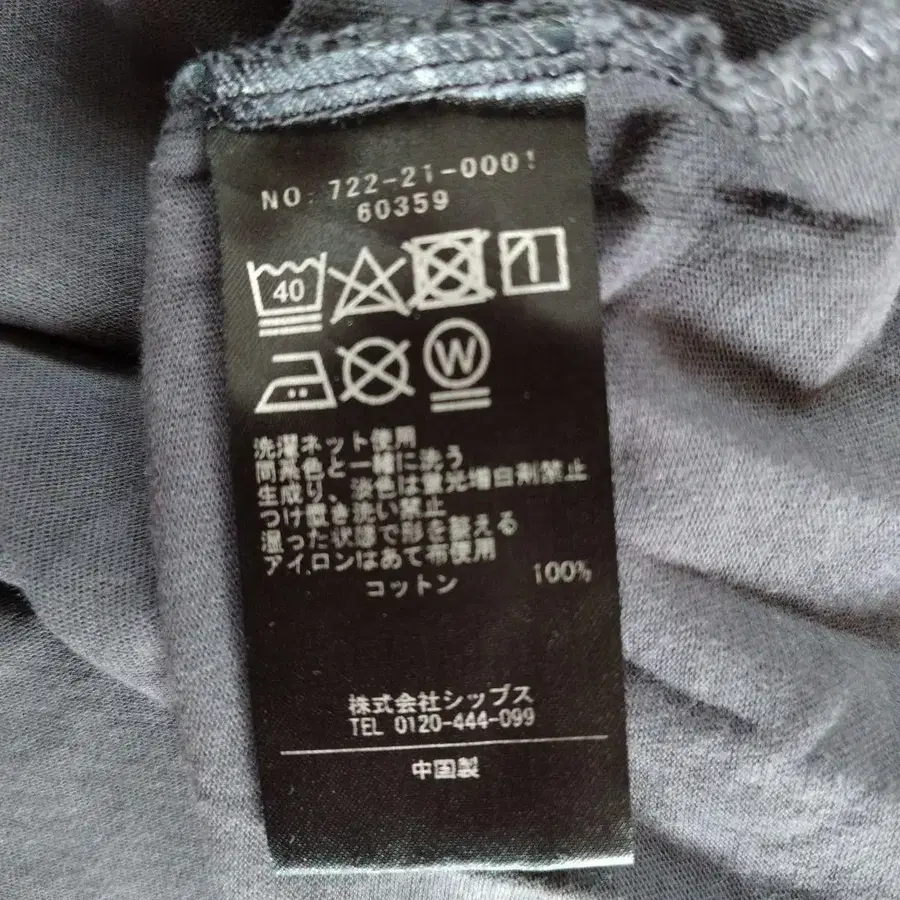 NO: 722-21-0001
60359
40
W
洗濯ネット使用
同系色と一緒に洗う
生成り、淡色は蛍光増白剤禁止
つけ置き洗い禁止
湿った状態で形を整える
アイロンはあて布使用
コットン 100%
株式会社シップス
TEL 0120-444-099
中国製